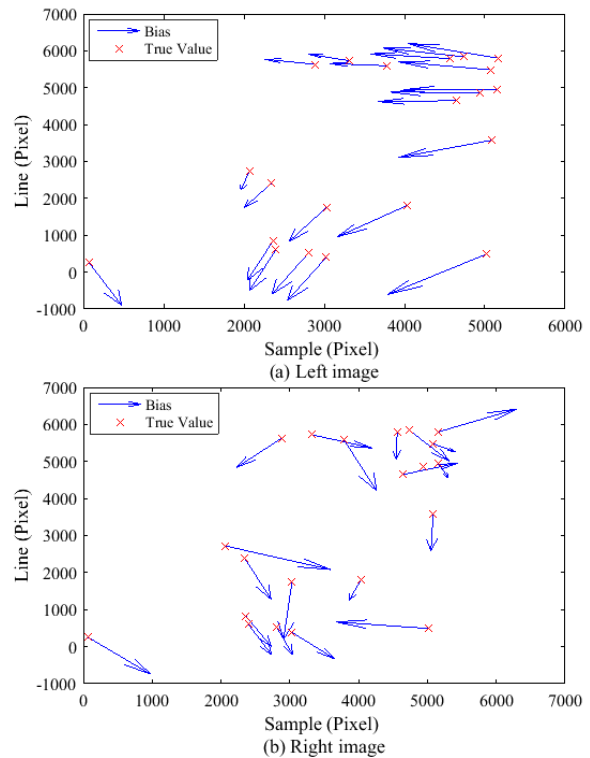 7000
6000
5000
4000
3000
2000
1000
0
-1000
Line (Pixel)
Bias
True Value
0 1000 2000 3000 4000 5000 6000
Sample (Pixel)
(a) Left image
7000
6000
5000
4000
3000
2000
1000
0
-1000
Line (Pixel)
Bias
True Value
0 1000 2000 3000 4000 5000 6000 7000
Sample (Pixel)
(b) Right image